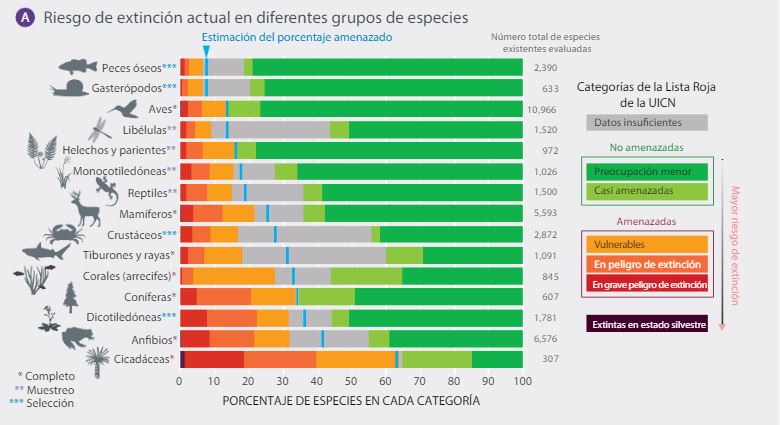 A Riesgo de extinción actual en diferentes grupos de especies
Estimación del porcentaje amenazado
Número total de especies
existentes evaluadas
Peces óseos*** 2,390
Gasterópodos*** 633
Aves* 10,966
Libélulas** 1,520
Helechos y parientes** 972
Monocotiledóneas** 1,026
Reptiles** 1,500
Mamíferos* 5,593
Crustáceos*** 2,872
Tiburones y rayas* 1,091
Corales (arrecifes)* 845
Coníferas* 607
Dicotiledóneas*** 1,781
Anfibios* 6,576
Cicadáceas* 307
0 10 20 30 40 50 60 70 80 90 100
PORCENTAJE DE ESPECIES EN CADA CATEGORÍA
* Completo
** Muestreo
*** Selección
Categorías de la Lista Roja
de la UICN
Datos insuficientes
No amenazadas
Preocupación menor
Casi amenazadas
Amenazadas
Vulnerables
En peligro de extinción
En grave peligro de extinción
Extintas en estado silvestre
Mayor riesgo de extinción